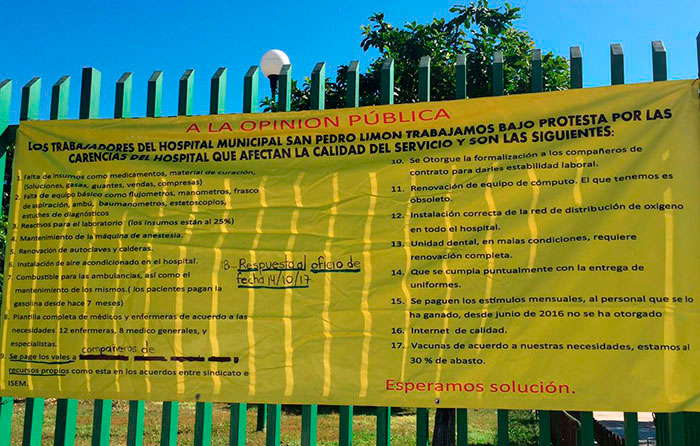 A LA OPINION PÚBLICA
LOS TRABAJADORES DEL HOSPITAL MUNICIPAL SAN PEDRO LIMON TRABAJAMOS BAJO PROTESTA POR LAS
CARENCIAS DEL HOSPITAL QUE AFECTAN LA CALIDAD DEL SERVICIO Y SON LAS SIGUIENTES:
1. Falta de insumos como medicamentos, material de curación,
(Soluciones, gasas, guantes, vendas, compresas)
2. falta de equipo básico como flujometros, manometros, frasco
de aspiración, ambú, baumanometros, estetoscopios,
estuches de diagnósticos
3. Reactivos para el laboratorio (los insumos están al 25%)
4. Mantenimiento de la máquina de anestesia.
5. Renovación de autoclaves y calderas.
6. Instalación de aire acondicionado en el hospital.
7. Combustible para las ambulancias, así como el
mantenimiento de los mismos.( los pacientes pagan la
gasolina desde hace 7 meses)
8. Plantilla completa de médicos y enfermeras de acuerdo a las
necesidades 12 enfermeras, 8 medico generales, y
especialistas.
compañeros de
9. Se page los vales a
recursos propios como esta en los acuerdos entre sindicato e
ISEM.
Respuesta al oficio de
fecha 14/10/17
10. Se Otorgue la formalización a los compañeros de
contrato para darles estabilidad laboral.
11. Renovación de equipo de cómputo. El que tenemos es
obsoleto.
12. Instalación correcta de la red de distribución de oxigeno
en todo el hospital.
13. Unidad dental, en malas condiciones, requiere
renovación completa.
14. Que se cumpla puntualmente con la entrega de
uniformes.
15. Se paguen los estímulos mensuales, al personal que se lo
ha ganado, desde junio de 2016 no se ha otorgado
16. Internet de calidad.
17. Vacunas de acuerdo a nuestras necesidades, estamos al
30 % de abasto.
Esperamos solución.